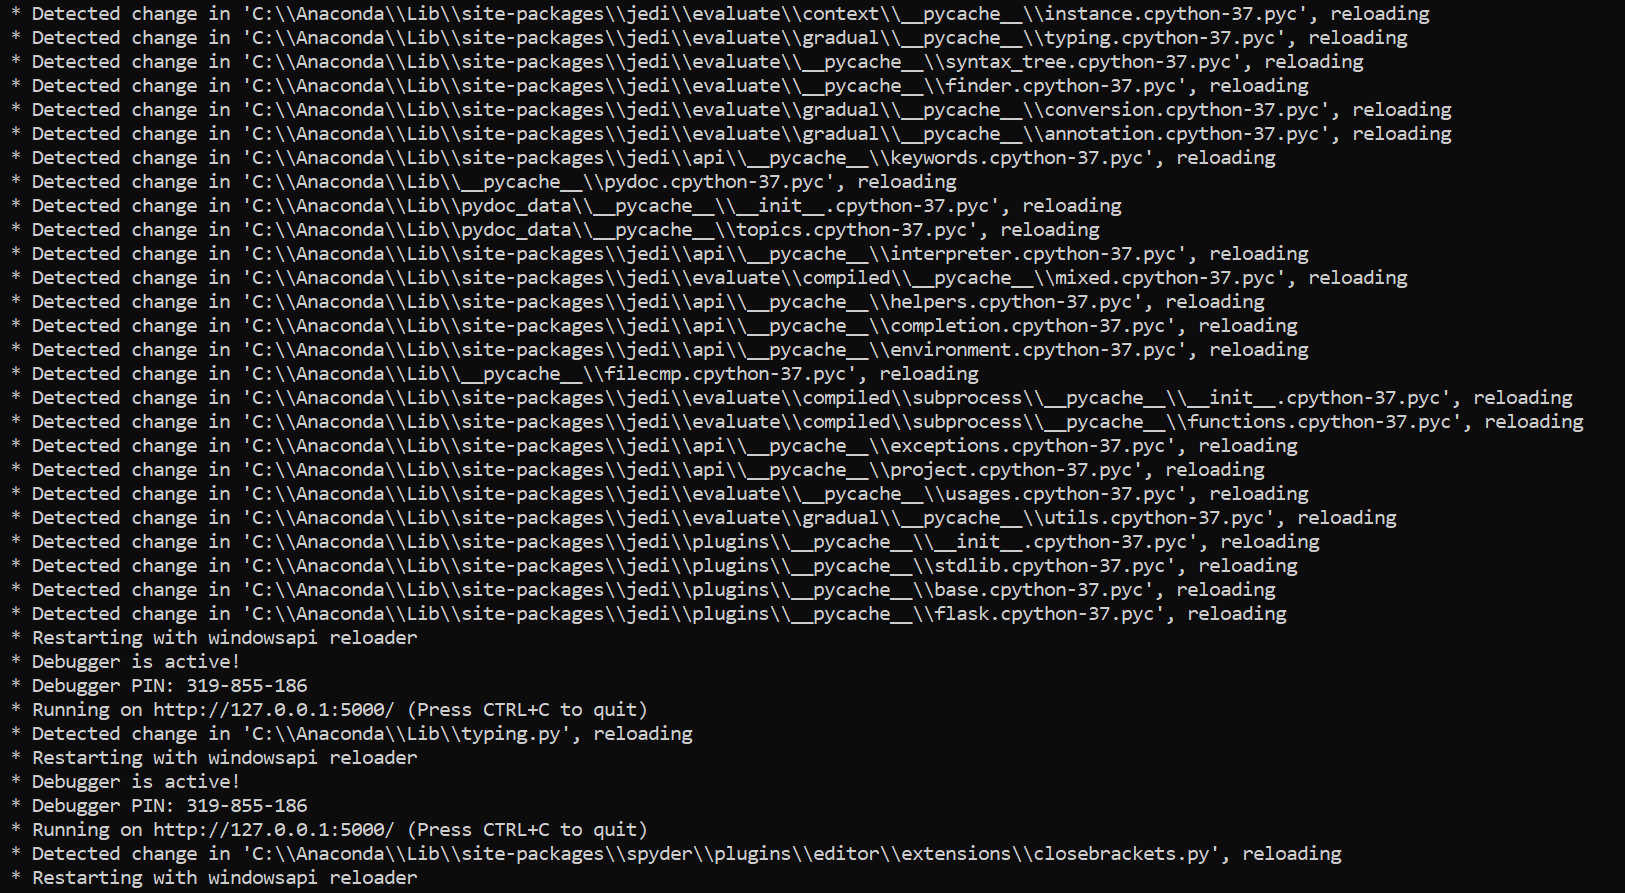 * Detected change in 'C:\\Anaconda\\Lib\\site-packages\\jedi\\evaluate\\context\\__pycache__\\instance.cpython-37.pyc', reloading
* Detected change in 'C:\\Anaconda\\Lib\\site-packages\\jedi\\evaluate\\gradual\\__pycache__\\typing.cpython-37.pyc', reloading
* Detected change in 'C:\\Anaconda\\Lib\\site-packages\\jedi\\evaluate\\__pycache__\\syntax_tree.cpython-37.pyc', reloading
* Detected change in 'C:\\Anaconda\\Lib\\site-packages\\jedi\\evaluate\\__pycache__\\finder.cpython-37.pyc', reloading
* Detected change in 'C:\\Anaconda\\Lib\\site-packages\\jedi\\evaluate\\gradual\\__pycache__\\conversion.cpython-37.pyc', reloading
* Detected change in 'C:\\Anaconda\\Lib\\site-packages\\jedi\\evaluate\\gradual\\__pycache__\\annotation.cpython-37.pyc', reloading
* Detected change in 'C:\\Anaconda\\Lib\\site-packages\\jedi\\api\\__pycache__\\keywords.cpython-37.pyc', reloading
* Detected change in 'C:\\Anaconda\\Lib\\__pycache__\\pydoc.cpython-37.pyc', reloading
* Detected change in 'C:\\Anaconda\\Lib\\pydoc_data\\__pycache__\\__init__.cpython-37.pyc', reloading
* Detected change in 'C:\\Anaconda\\Lib\\pydoc_data\\__pycache__\\topics.cpython-37.pyc', reloading
* Detected change in 'C:\\Anaconda\\Lib\\site-packages\\jedi\\api\\__pycache__\\interpreter.cpython-37.pyc', reloading
* Detected change in 'C:\\Anaconda\\Lib\\site-packages\\jedi\\evaluate\\compiled\\__pycache__\\mixed.cpython-37.pyc', reloading
* Detected change in 'C:\\Anaconda\\Lib\\site-packages\\jedi\\api\\__pycache__\\helpers.cpython-37.pyc', reloading
* Detected change in 'C:\\Anaconda\\Lib\\site-packages\\jedi\\api\\__pycache__\\completion.cpython-37.pyc', reloading
* Detected change in 'C:\\Anaconda\\Lib\\site-packages\\jedi\\api\\__pycache__\\environment.cpython-37.pyc', reloading
* Detected change in 'C:\\Anaconda\\Lib\\__pycache__\\filecmp.cpython-37.pyc', reloading
* Detected change in 'C:\\Anaconda\\Lib\\site-packages\\jedi\\evaluate\\compiled\\subprocess\\__pycache__\\__init__.cpython-37.pyc', reloading
* Detected change in 'C:\\Anaconda\\Lib\\site-packages\\jedi\\evaluate\\compiled\\subprocess\\__pycache__\\functions.cpython-37.pyc', reloading
* Detected change in 'C:\\Anaconda\\Lib\\site-packages\\jedi\\api\\__pycache__\\exceptions.cpython-37.pyc', reloading
* Detected change in 'C:\\Anaconda\\Lib\\site-packages\\jedi\\api\\__pycache__\\project.cpython-37.pyc', reloading
* Detected change in 'C:\\Anaconda\\Lib\\site-packages\\jedi\\evaluate\\__pycache__\\usages.cpython-37.pyc', reloading
* Detected change in 'C:\\Anaconda\\Lib\\site-packages\\jedi\\evaluate\\gradual\\__pycache__\\utils.cpython-37.pyc', reloading
* Detected change in 'C:\\Anaconda\\Lib\\site-packages\\jedi\\plugins\\__pycache__\\__init__.cpython-37.pyc', reloading
* Detected change in 'C:\\Anaconda\\Lib\\site-packages\\jedi\\plugins\\__pycache__\\stdlib.cpython-37.pyc', reloading
* Detected change in 'C:\\Anaconda\\Lib\\site-packages\\jedi\\plugins\\__pycache__\\base.cpython-37.pyc', reloading
* Detected change in 'C:\\Anaconda\\Lib\\site-packages\\jedi\\plugins\\__pycache__\\flask.cpython-37.pyc', reloading
* Restarting with windowsapi reloader
* Debugger is active!
* Debugger PIN: 319-855-186
* Running on http://127.0.0.1:5000/ (Press CTRL+C to quit)
* Detected change in 'C:\\Anaconda\\Lib\\typing.py', reloading
* Restarting with windowsapi reloader
* Debugger is active!
* Debugger PIN: 319-855-186
* Running on http://127.0.0.1:5000/ (Press CTRL+C to quit)
* Detected change in 'C:\\Anaconda\\Lib\\site-packages\\spyder\\plugins\\editor\\extensions\\closebrackets.py', reloading
* Restarting with windowsapi reloader